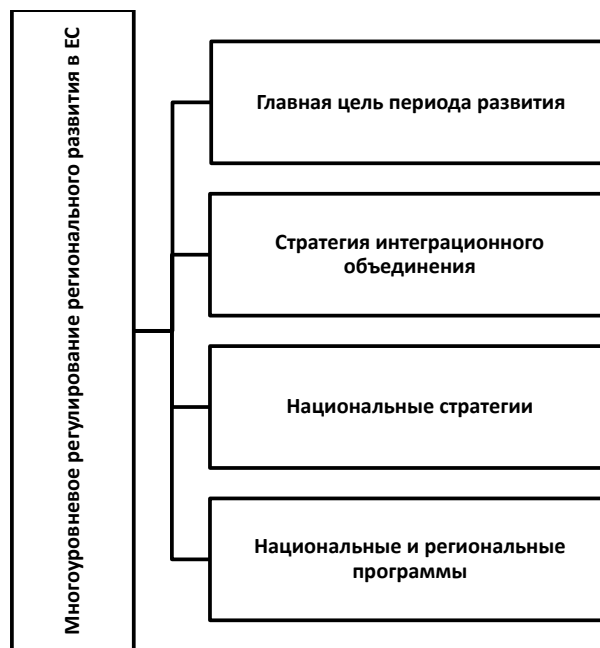 Многоуровневое регулирование регионального развития в ЕС
Главная цель периода развития
Стратегия интеграционного
объединения
Национальные стратегии
Национальные и региональные
программы